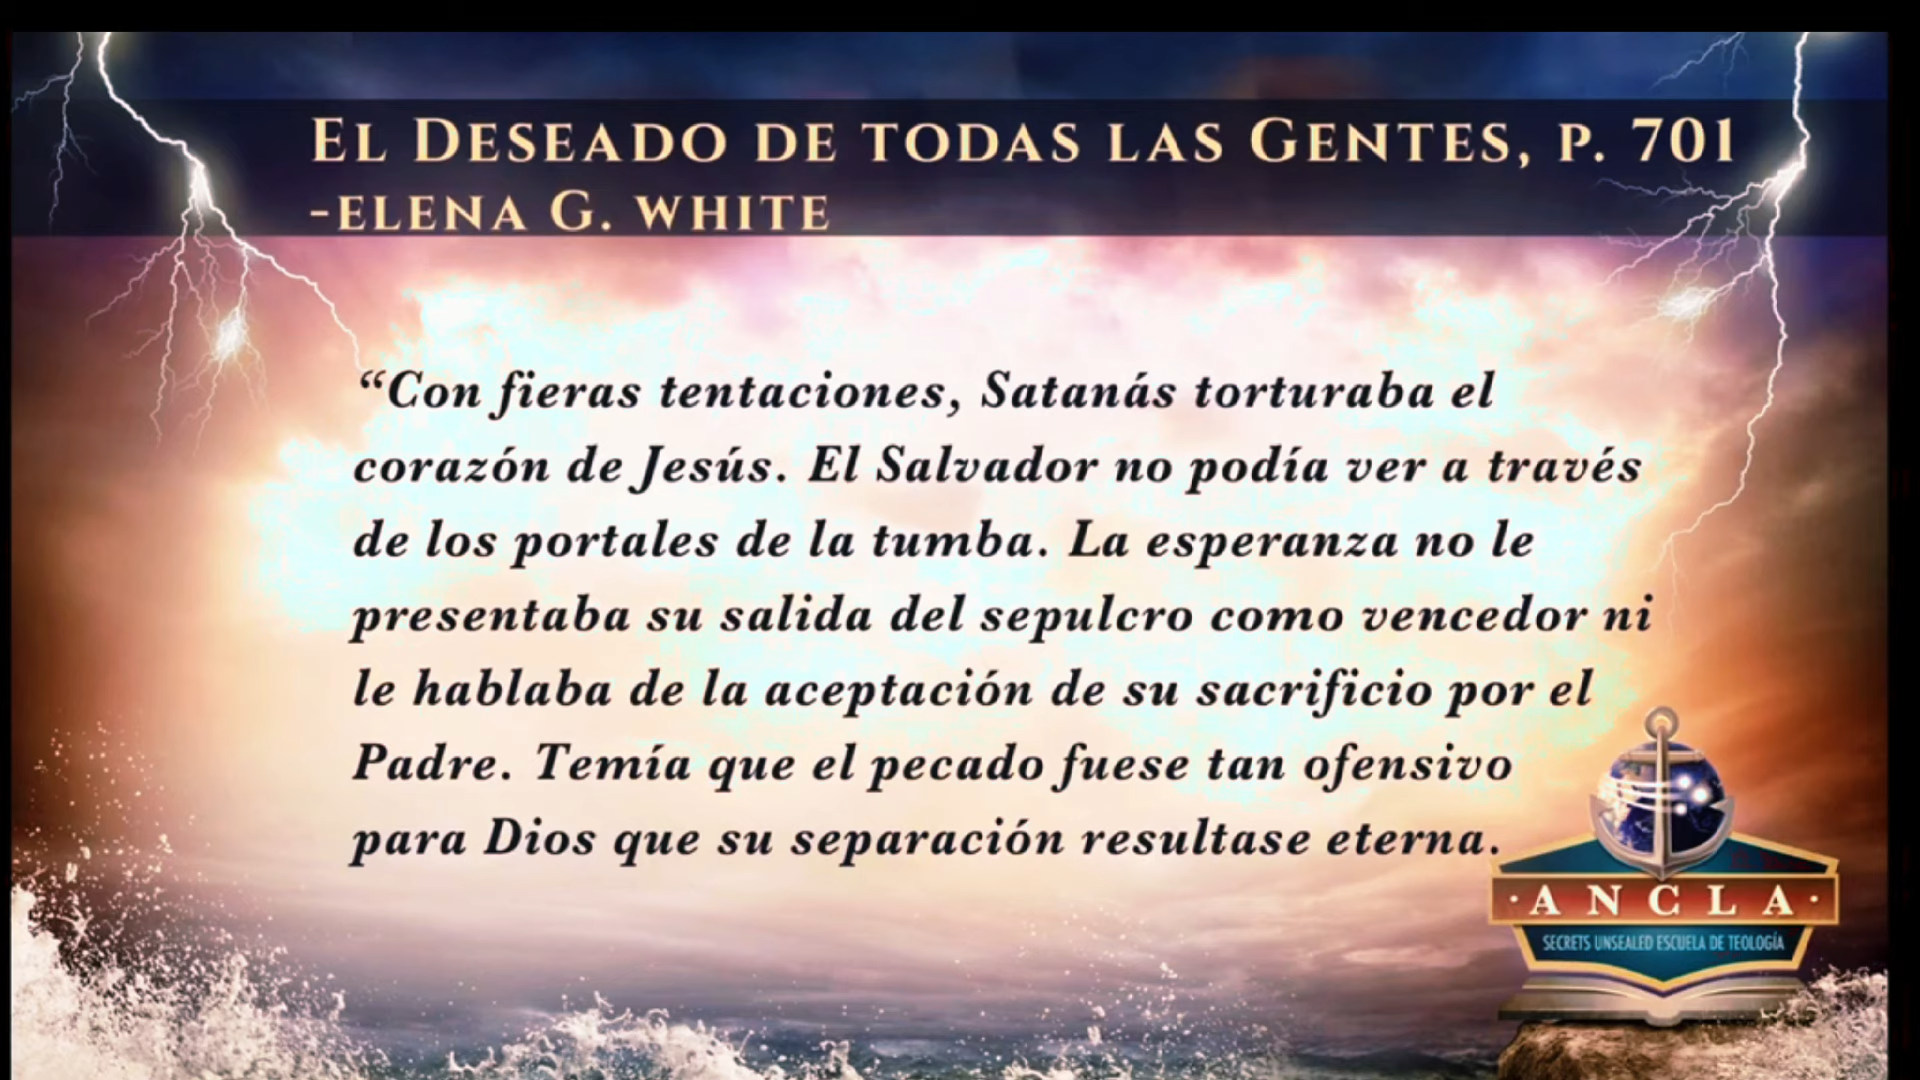 El Deseado de todas las Gentes, p. 701
-Elena G. White
“Con fieras tentaciones, Satanás torturaba el
corazón de Jesús. El Salvador no podía ver a través
de los portales de la tumba. La esperanza no le
presentaba su salida del sepulcro como vencedor ni
le hablaba de la aceptación de su sacrificio por el
Padre. Temía que el pecado fuese tan ofensivo
para Dios que su separación resultase eterna.
· ANCLA ·
SECRETS UNSEALED ESCUELA DE TEOLOGÍA